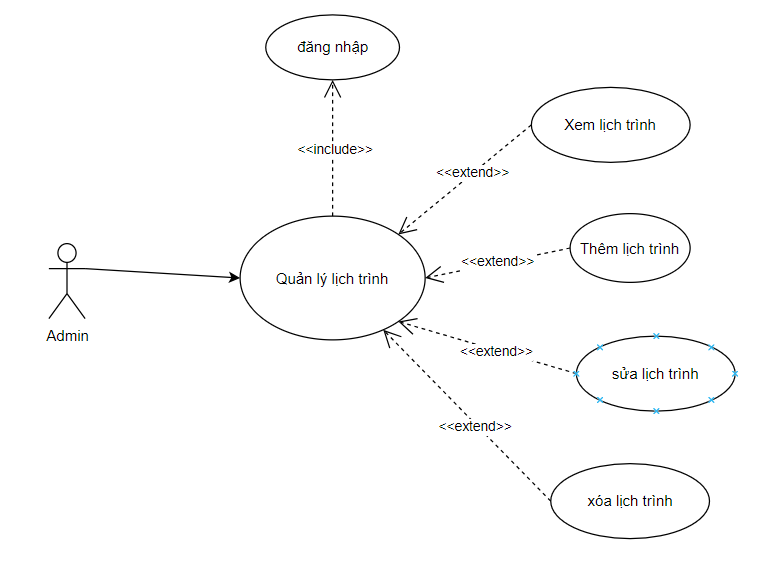 đăng nhập
<<include>>
Xem lịch trình
<<extend>>
Thêm lịch trình
<<extend>>
Quản lý lịch trình
Admin
<<extend>>
sửa lịch trình
<<extend>>
xóa lịch trình